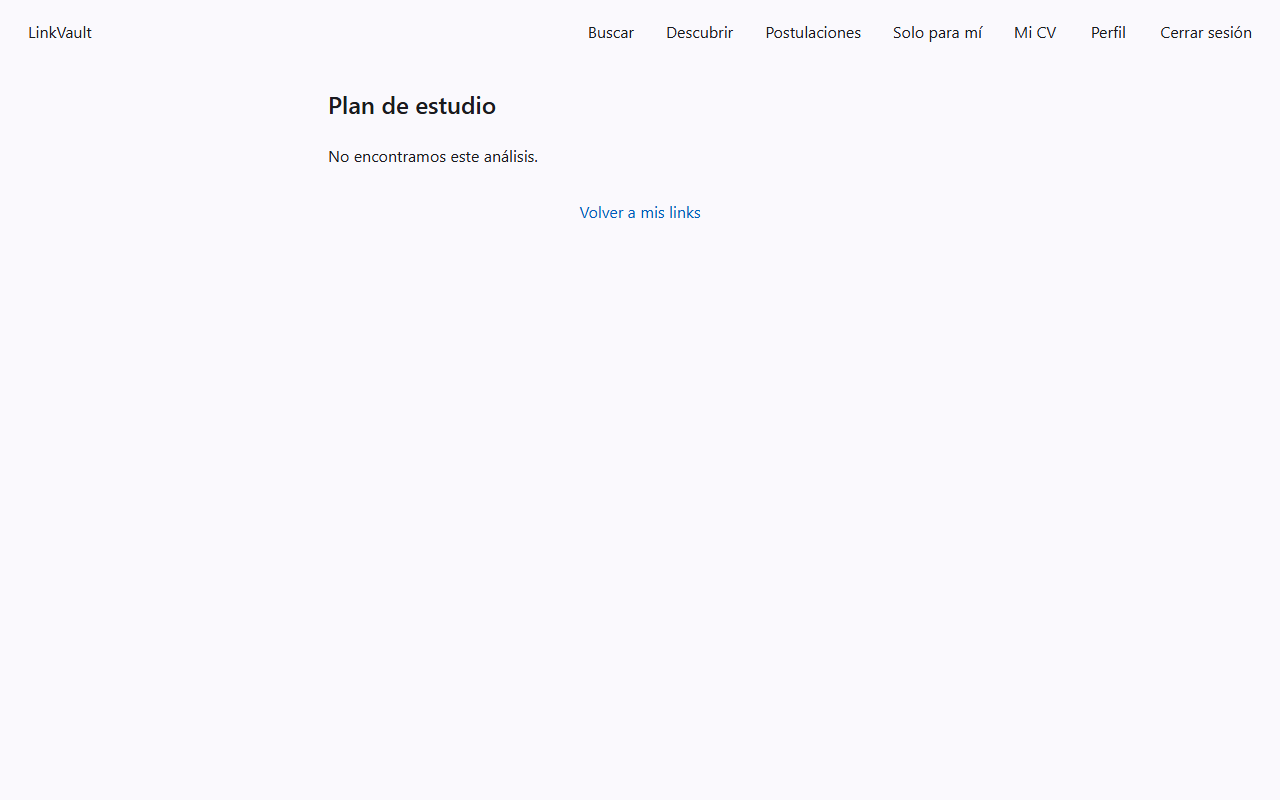 LinkVault Buscar Descubrir Postulaciones Solo para mí Mi CV Perfil Cerrar sesión
Plan de estudio
No encontramos este análisis.
Volver a mis links